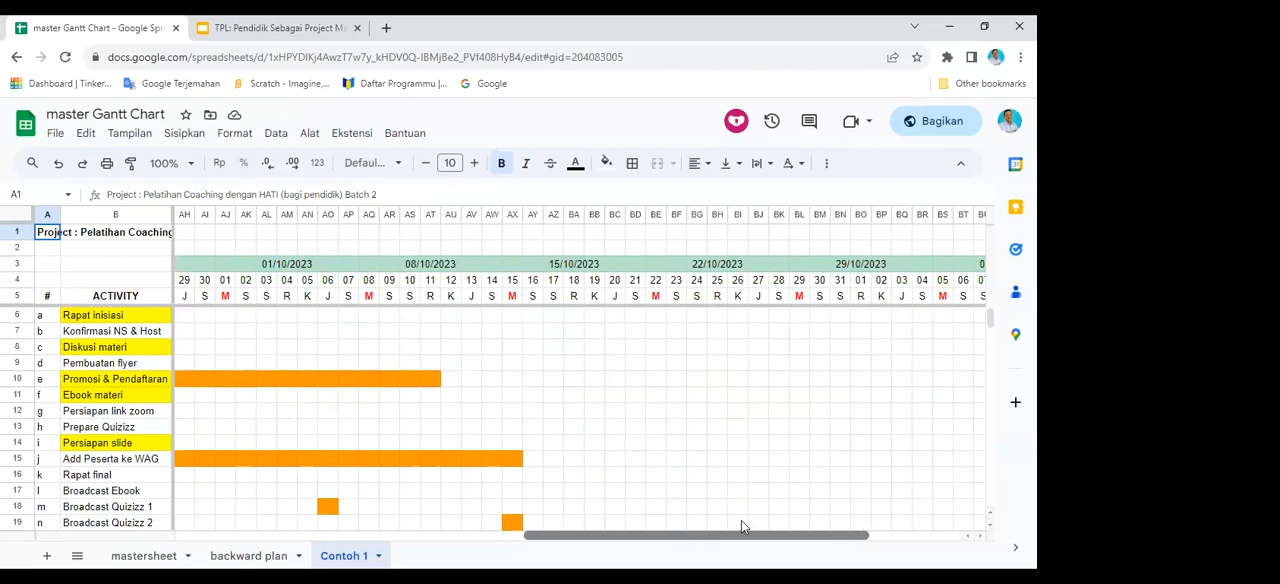 master Gantt Chart - Google Spr
TPL: Pendidik Sebagai Project Ma
docs.google.com/spreadsheets/d/1xHPYDIKj4AwzT7w7y_kHDV0Q-IBMjBe2_PVf408HyB4/edit#gid=204083005
Dashboard | Tinker... Google Terjemahan Scratch - Imagine,... Daftar Programmu |... Google Other bookmarks
master Gantt Chart
File Edit Tampilan Sisipkan Format Data Alat Ekstensi Bantuan
Bagikan
100% Rp % .0 .00 123 Defaul... 10 B I A
A1 fx Project : Pelatihan Coaching dengan HATI (bagi pendidik) Batch 2
A B AH AI AJ AK AL AM AN AO AP AQ AR AS AT AU AV AW AX AY AZ BA BB BC BD BE BF BG BH BI BJ BK BL BM BN BO BP BQ BR BS BT BU
1 Project : Pelatihan Coaching
2
3 01/10/2023 08/10/2023 15/10/2023 22/10/2023 29/10/2023 0
4 29 30 01 02 03 04 05 06 07 08 09 10 11 12 13 14 15 16 17 18 19 20 21 22 23 24 25 26 27 28 29 30 31 01 02 03 04 05 06 07
5 # ACTIVITY J S M S S R K J S M S S R K J S M S S R K J S M S S R K J S M S S R K J S M S S
6 a Rapat inisiasi
7 b Konfirmasi NS & Host
8 c Diskusi materi
9 d Pembuatan flyer
10 e Promosi & Pendaftaran
11 f Ebook materi
12 g Persiapan link zoom
13 h Prepare Quizizz
14 i Persiapan slide
15 j Add Peserta ke WAG
16 k Rapat final
17 l Broadcast Ebook
18 m Broadcast Quizizz 1
19 n Broadcast Quizizz 2
mastersheet backward plan Contoh 1